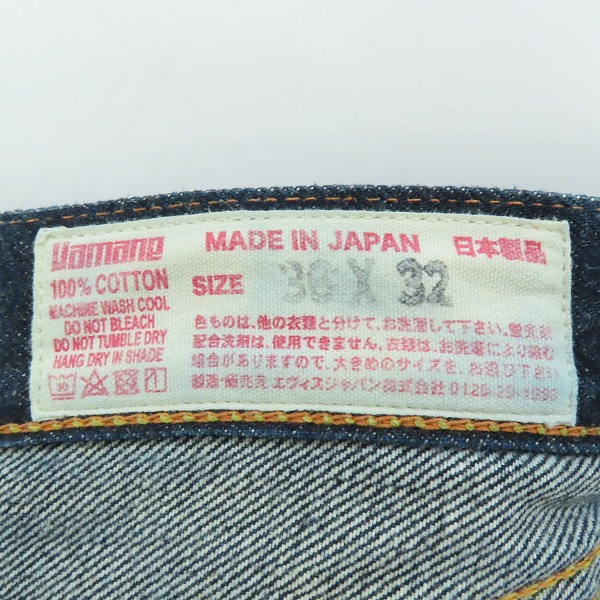 Yamane
100% COTTON
MACHINE WASH COOL
DO NOT BLEACH
DO NOT TUMBLE DRY
HANG DRY IN SHADE
30
MADE IN JAPAN 日本製品
SIZE 36 X 32
色ものは、他の衣類と分けて、お洗濯して下さい。蛍光剤
配合洗剤は、使用できません。衣類は、お洗濯により縮む
場合がありますので、大きめのサイズを、お選び下さい。
製造・発売元 エヴィスジャパン株式会社